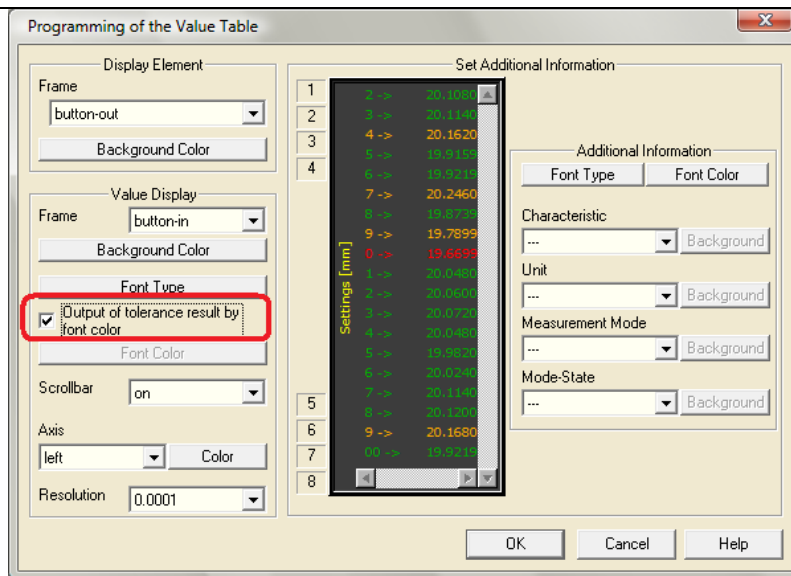 Programming of the Value Table
Display Element
Frame
button-out
Background Color
Value Display
Frame
button-in
Background Color
Font Type
Output of tolerance result by
font color
Font Color
Scrollbar
on
Axis
left
Color
Resolution
0.0001
Set Additional Information
1
2
3
4
5
6
7
8
Settings [mm]
2 -> 20.1080
3 -> 20.1140
4 -> 20.1620
5 -> 19.9159
6 -> 19.9219
7 -> 20.2460
8 -> 19.8739
9 -> 19.7899
0 -> 19.6699
1 -> 20.0480
2 -> 20.0600
3 -> 20.0720
4 -> 20.0480
5 -> 19.9820
6 -> 20.0240
7 -> 20.1140
8 -> 20.1200
9 -> 20.1680
00 -> 19.9219
Additional Information
Font Type
Font Color
Characteristic
---
Background
Unit
---
Background
Measurement Mode
---
Background
Mode-State
---
Background
OK
Cancel
Help